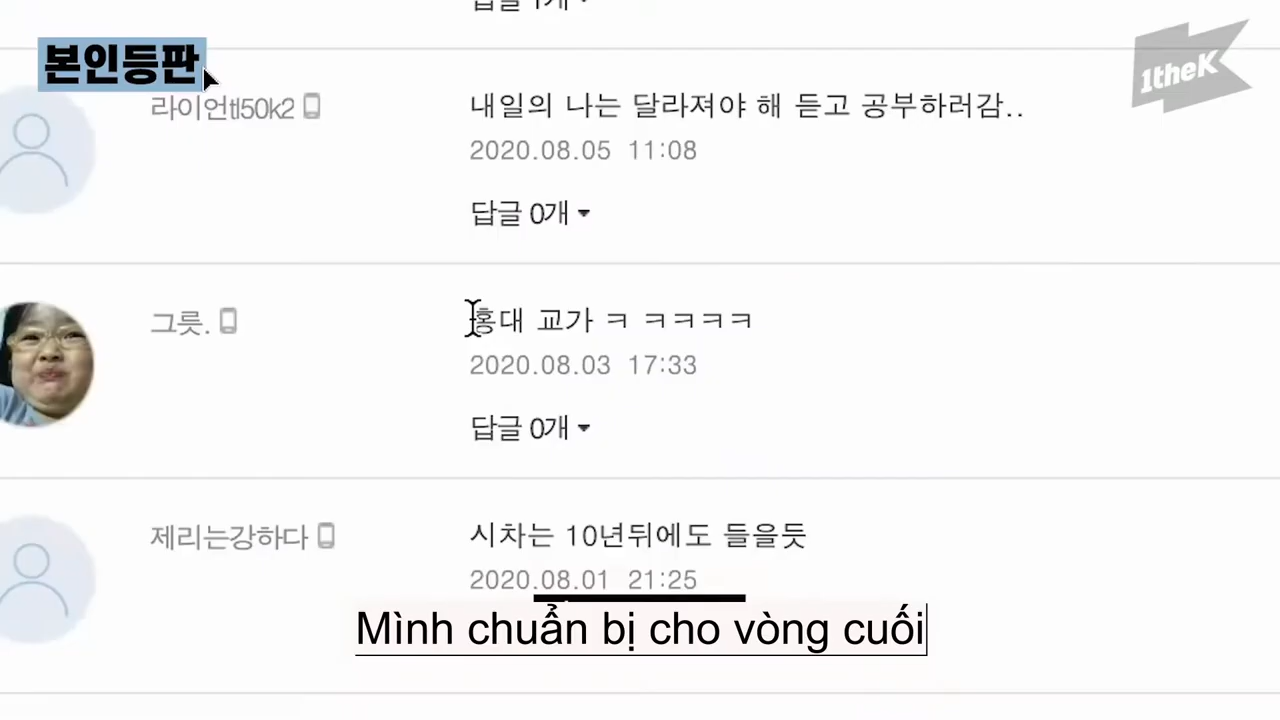 답글 1개
본인등판
1theK
라이언tl50k2
내일의 나는 달라져야 해 듣고 공부하러감..
2020.08.05 11:08
답글 0개
그릇.
홍대 교가 ㅋ ㅋㅋㅋㅋ
2020.08.03 17:33
답글 0개
제리는강하다
시차는 10년뒤에도 들을듯
2020.08.01 21:25
Mình chuẩn bị cho vòng cuối